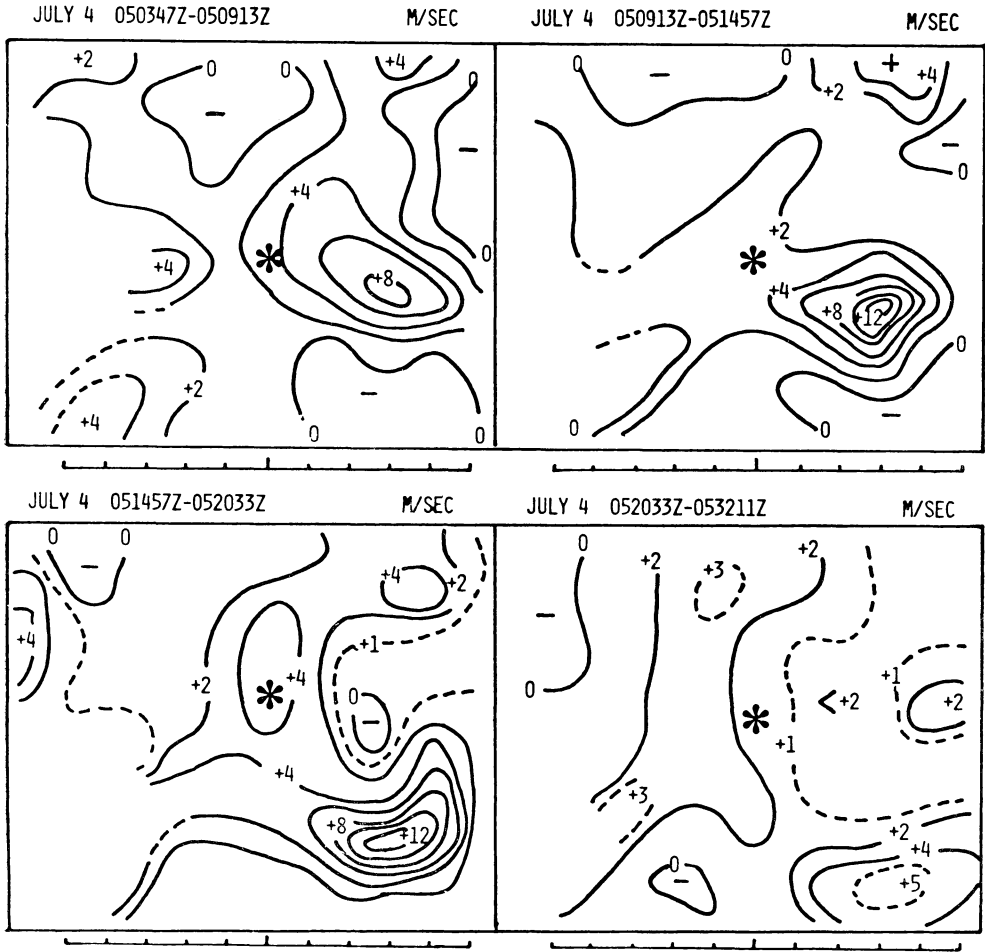 JULY 4 050347Z-050913Z M/SEC
+2 0 0 +4 0
− −
+4
+4 +8 0
+2
+4 −
0 0
JULY 4 050913Z-051457Z M/SEC
0 − 0 + +4
+2
− 0
+2
+4
+8 +12
0
−
0 0
JULY 4 051457Z-052033Z M/SEC
0 0
− +4 +2
+4 +1
+2 +4 0
−
+4
+8 +12
JULY 4 052033Z-053211Z M/SEC
0 +2 +3 +2
−
0 +1
<+2 +2
+1
+3
+2
+4
0 − +5